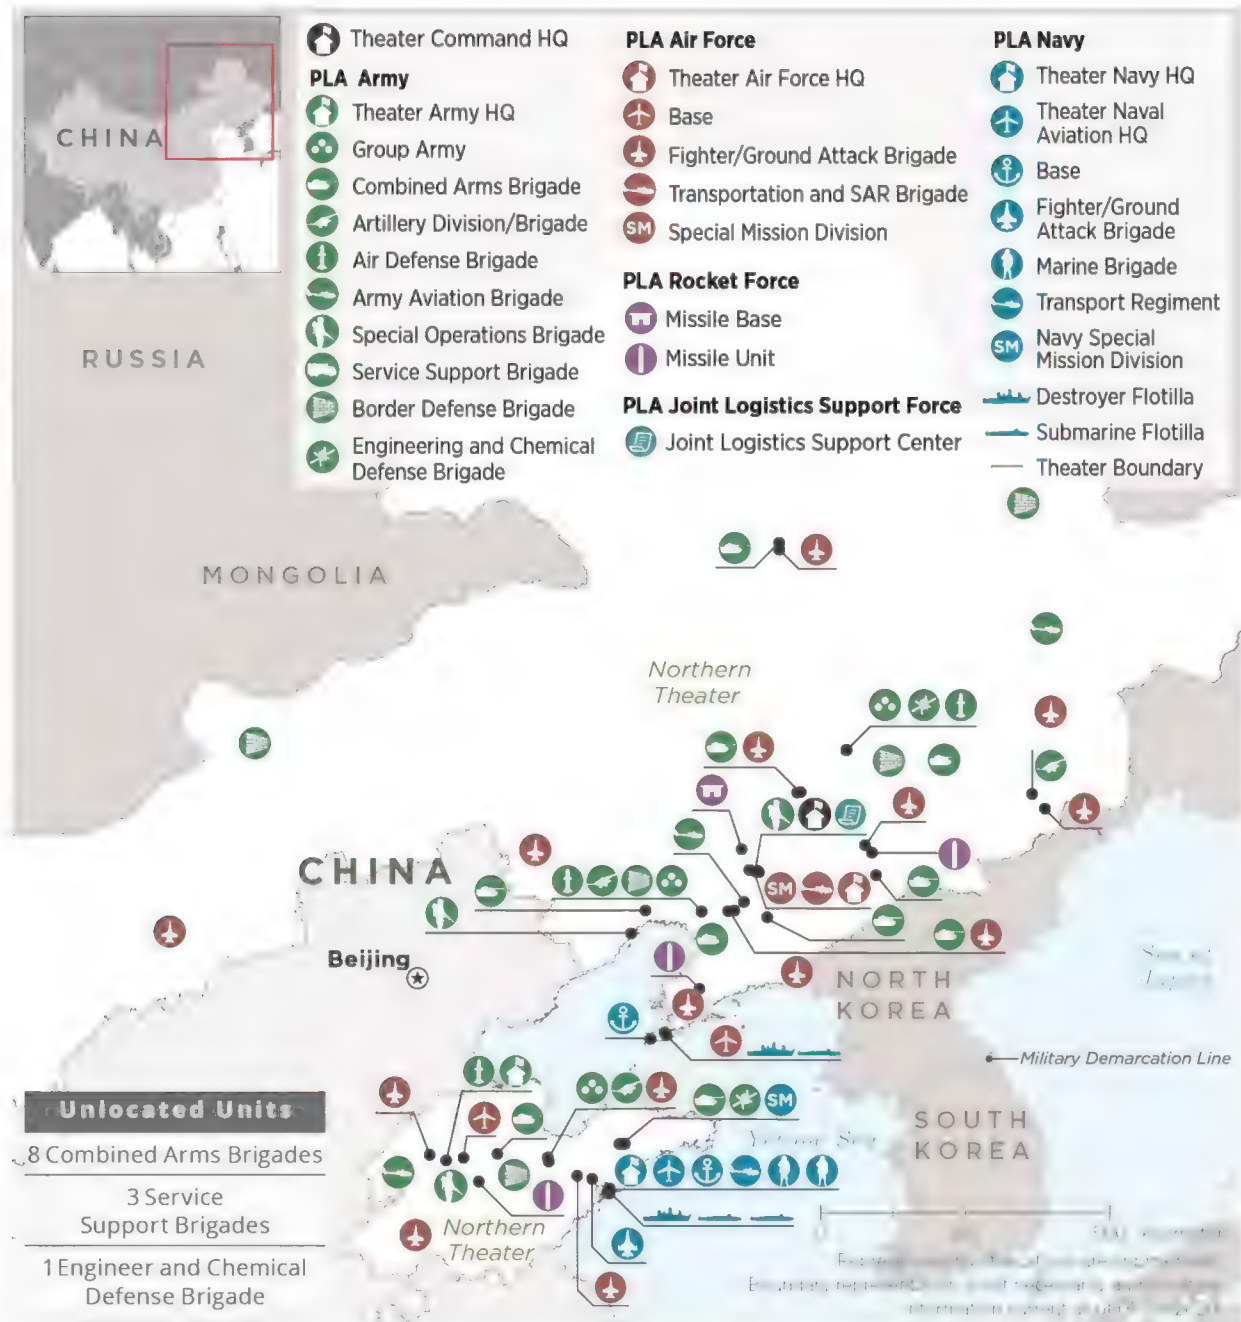 CHINA
Theater Command HQ
PLA Army
Theater Army HQ
Group Army
Combined Arms Brigade
Artillery Division/Brigade
Air Defense Brigade
Army Aviation Brigade
Special Operations Brigade
Service Support Brigade
Border Defense Brigade
Engineering and Chemical
Defense Brigade
PLA Air Force
Theater Air Force HQ
Base
Fighter/Ground Attack Brigade
Transportation and SAR Brigade
SM Special Mission Division
PLA Rocket Force
Missile Base
Missile Unit
PLA Joint Logistics Support Force
Joint Logistics Support Center
PLA Navy
Theater Navy HQ
Theater Naval
Aviation HQ
Base
Fighter/Ground
Attack Brigade
Marine Brigade
Transport Regiment
SM Navy Special
Mission Division
Destroyer Flotilla
Submarine Flotilla
Theater Boundary
RUSSIA
MONGOLIA
Northern
Theater
CHINA
SM
Beijing
NORTH
KOREA
Military Demarcation Line
SM
SOUTH
KOREA
Northern
Theater
0
Unlocated Units
8 Combined Arms Brigades
3 Service
Support Brigades
1 Engineer and Chemical
Defense Brigade